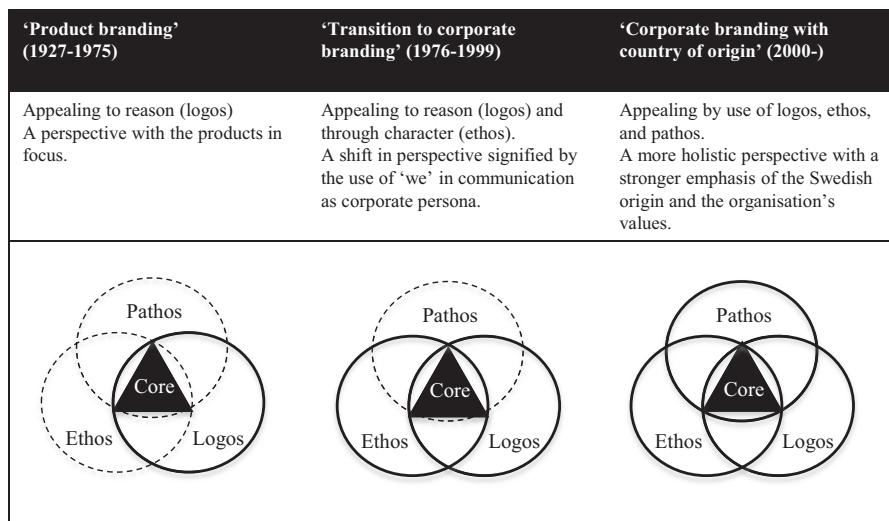 ‘Product branding’
(1927-1975)
‘Transition to corporate
branding’ (1976-1999)
‘Corporate branding with
country of origin’ (2000-)
Appealing to reason (logos)
A perspective with the products in
focus.
Appealing to reason (logos) and
through character (ethos).
A shift in perspective signified by
the use of ‘we’ in communication
as corporate persona.
Appealing by use of logos, ethos,
and pathos.
A more holistic perspective with a
stronger emphasis of the Swedish
origin and the organisation’s
values.
Pathos
Core
Ethos
Logos
Pathos
Core
Ethos
Logos
Pathos
Core
Ethos
Logos